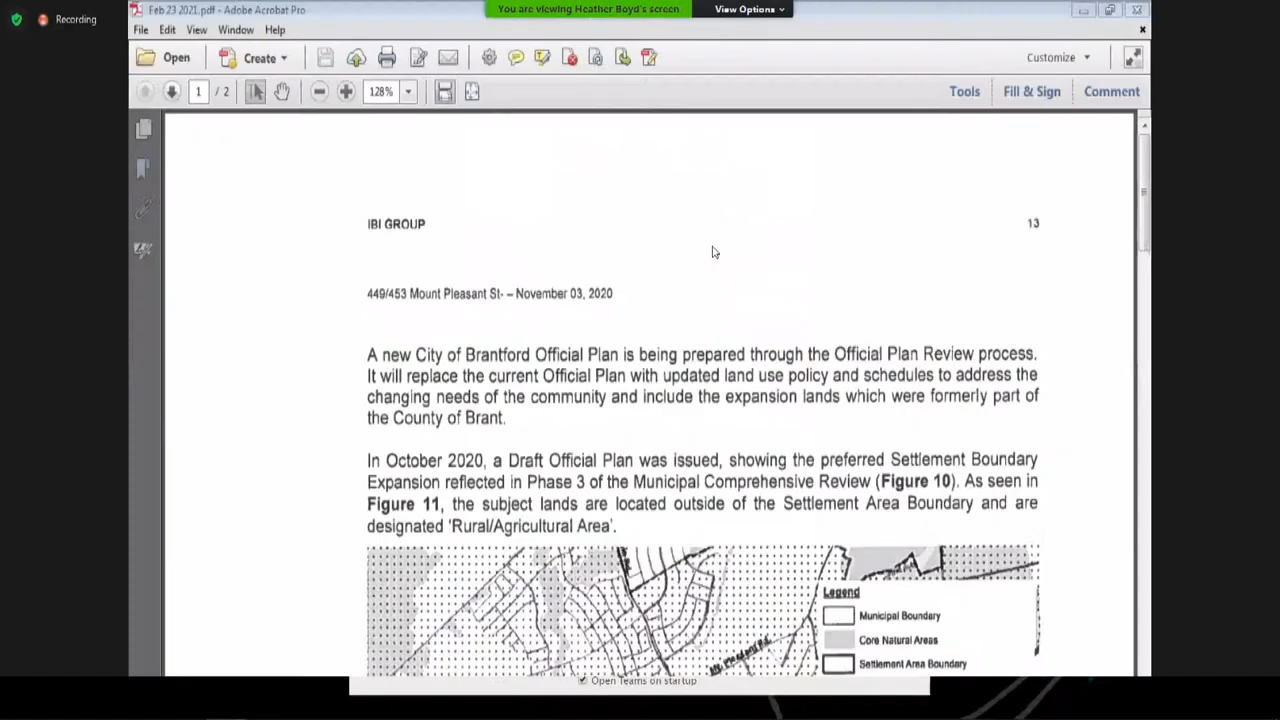 Recording
Feb 23 2021.pdf - Adobe Acrobat Pro
You are viewing Heather Boyd's screen
View Options
File Edit View Window Help
Open
Create
Customize
1 / 2
128%
Tools
Fill & Sign
Comment
IBI GROUP
13
449/453 Mount Pleasant St- – November 03, 2020
A new City of Brantford Official Plan is being prepared through the Official Plan Review process.
It will replace the current Official Plan with updated land use policy and schedules to address the
changing needs of the community and include the expansion lands which were formerly part of
the County of Brant.
In October 2020, a Draft Official Plan was issued, showing the preferred Settlement Boundary
Expansion reflected in Phase 3 of the Municipal Comprehensive Review (Figure 10). As seen in
Figure 11, the subject lands are located outside of the Settlement Area Boundary and are
designated 'Rural/Agricultural Area'.
Legend
Municipal Boundary
Core Natural Areas
Settlement Area Boundary
Mt. Pleasant Rd.
Open Teams on startup